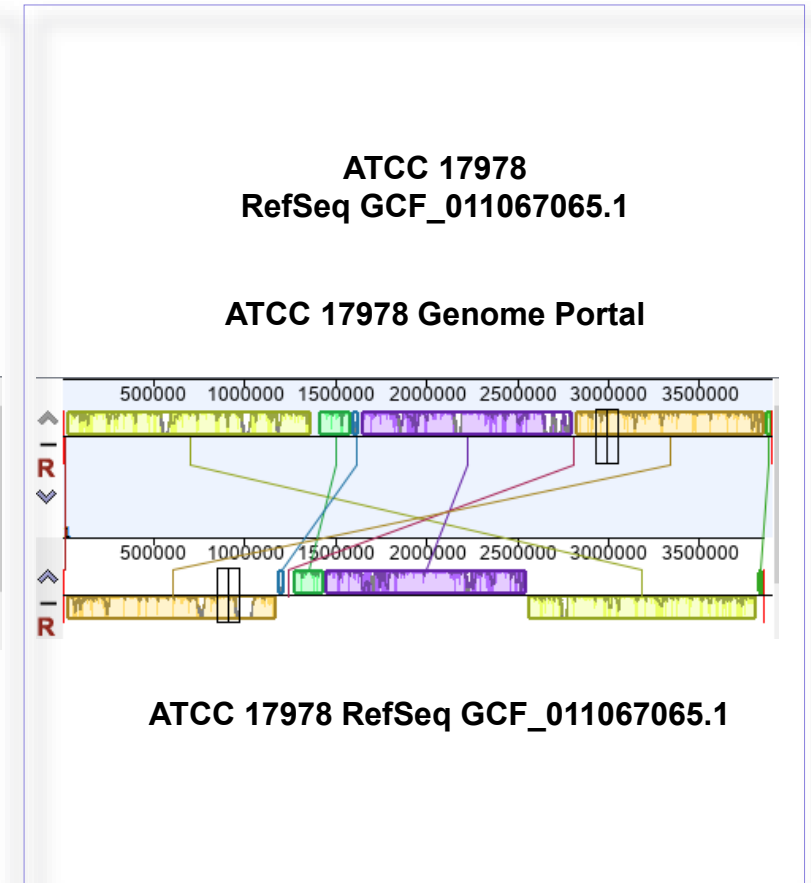 ATCC 17978
RefSeq GCF_011067065.1
ATCC 17978 Genome Portal
500000 1000000 1500000 2000000 2500000 3000000 3500000
R
500000 1000000 1500000 2000000 2500000 3000000 3500000
R
ATCC 17978 RefSeq GCF_011067065.1